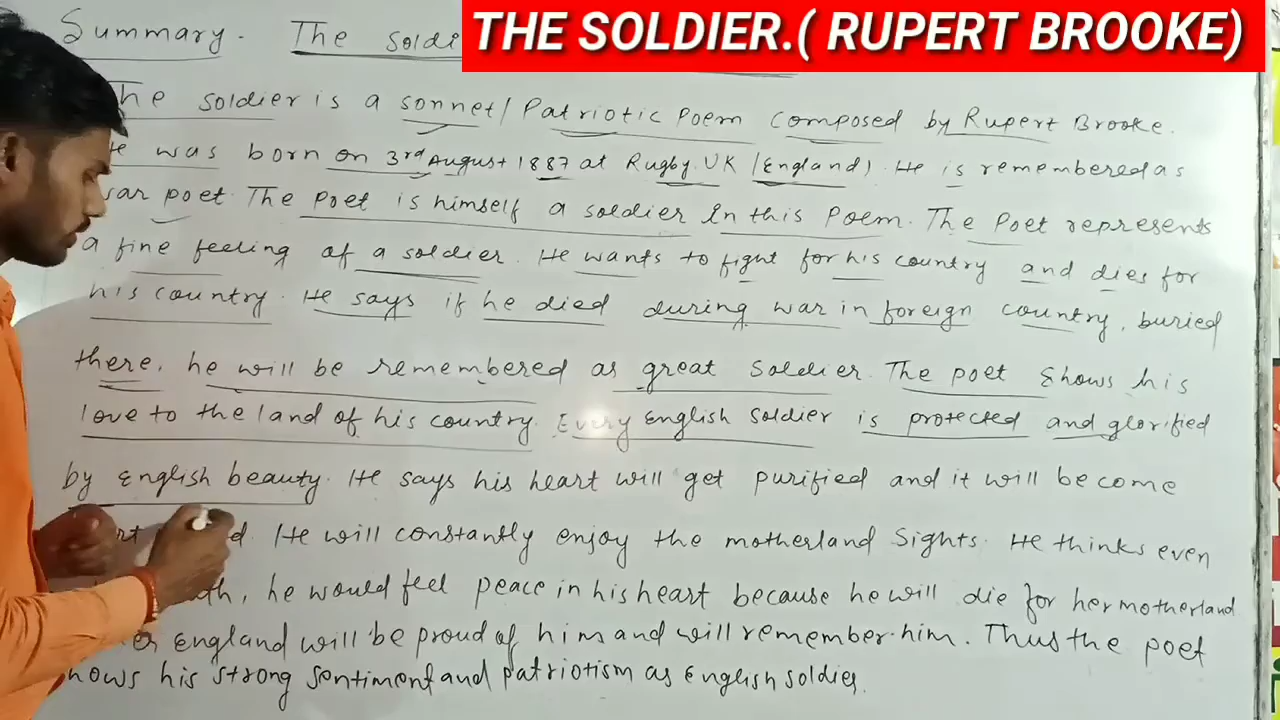 THE SOLDIER.( RUPERT BROOKE)
Summary. The Soldi
The Soldier is a sonnet/Patriotic Poem composed by Rupert Brooke.
He was born on 3rd August 1887 at Rugby UK (England). He is remembered as
war poet. The Poet is himself a soldier in this Poem. The Poet represents
a fine feeling of a soldier. He wants to fight for his country and dies for
his country. He says if he died during war in foreign country, buried
there, he will be remembered as great Soldier. The poet shows his
love to the land of his country. Every English Soldier is protected and glorified
by English beauty. He says his heart will get purified and it will become
He will constantly enjoy the motherland Sights. He thinks even
he would feel peace in his heart because he will die for her motherland
England will be proud of him and will remember him. Thus the poet
shows his strong sentiment and patriotism as English soldier.